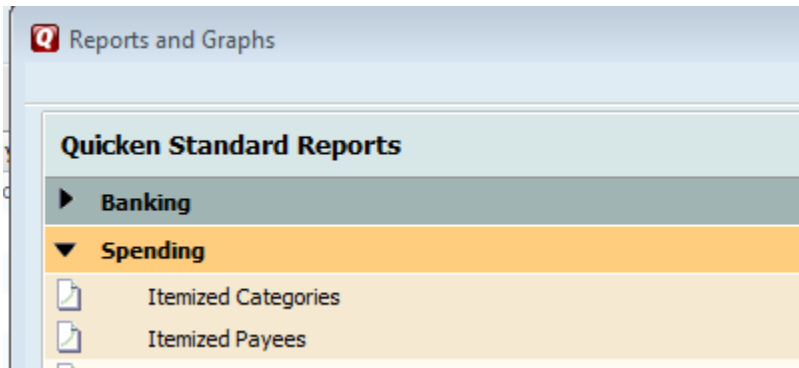 Reports and Graphs
Quicken Standard Reports
Banking
Spending
Itemized Categories
Itemized Payees